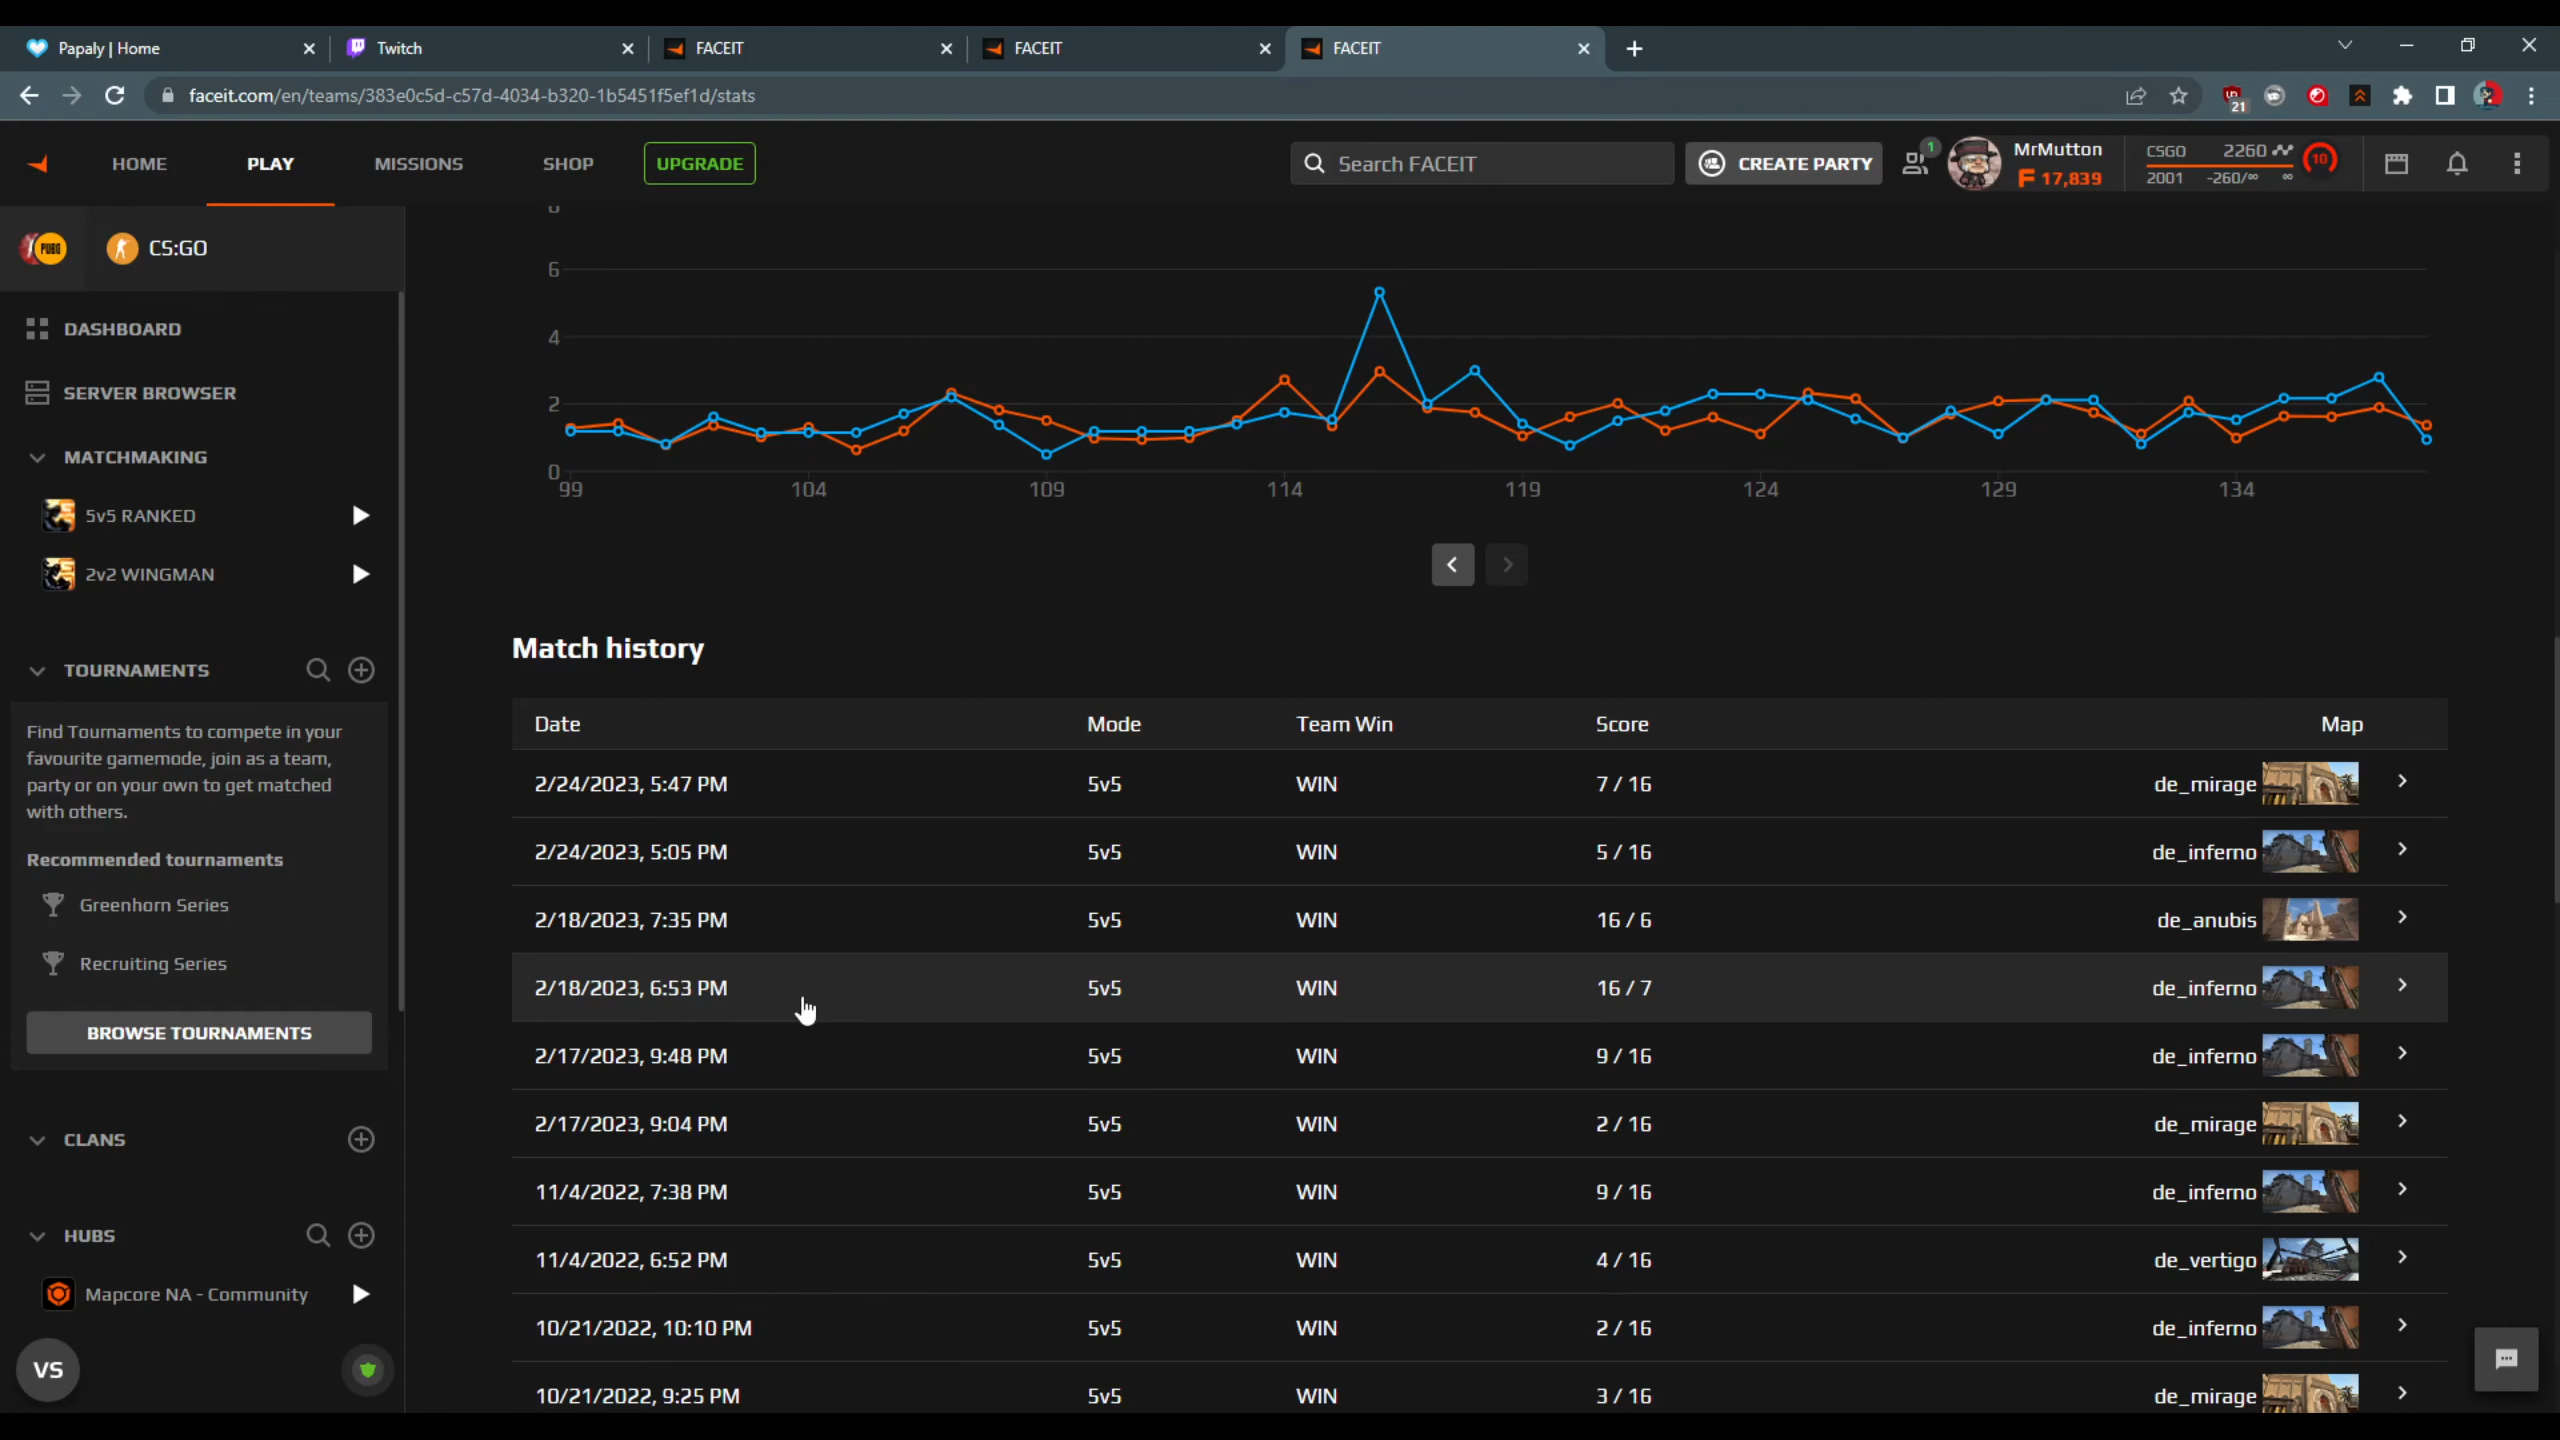 Papaly | Home
Twitch
FACEIT
FACEIT
FACEIT
faceit.com/en/teams/383e0c5d-c57d-4034-b320-1b5451f5ef1d/stats
21
HOME
PLAY
MISSIONS
SHOP
UPGRADE
Search FACEIT
CREATE PARTY
1
MrMutton
17,839
CSGO 2260
2001 -260/∞ ∞
10
PUBG
CS:GO
DASHBOARD
SERVER BROWSER
MATCHMAKING
5v5 RANKED
2v2 WINGMAN
TOURNAMENTS
Find Tournaments to compete in your
favourite gamemode, join as a team,
party or on your own to get matched
with others.
Recommended tournaments
Greenhorn Series
Recruiting Series
BROWSE TOURNAMENTS
CLANS
HUBS
Mapcore NA - Community
VS
6
4
2
0
99 104 109 114 119 124 129 134
Match history
Date Mode Team Win Score Map
2/24/2023, 5:47 PM 5v5 WIN 7 / 16 de_mirage
2/24/2023, 5:05 PM 5v5 WIN 5 / 16 de_inferno
2/18/2023, 7:35 PM 5v5 WIN 16 / 6 de_anubis
2/18/2023, 6:53 PM 5v5 WIN 16 / 7 de_inferno
2/17/2023, 9:48 PM 5v5 WIN 9 / 16 de_inferno
2/17/2023, 9:04 PM 5v5 WIN 2 / 16 de_mirage
11/4/2022, 7:38 PM 5v5 WIN 9 / 16 de_inferno
11/4/2022, 6:52 PM 5v5 WIN 4 / 16 de_vertigo
10/21/2022, 10:10 PM 5v5 WIN 2 / 16 de_inferno
10/21/2022, 9:25 PM 5v5 WIN 3 / 16 de_mirage